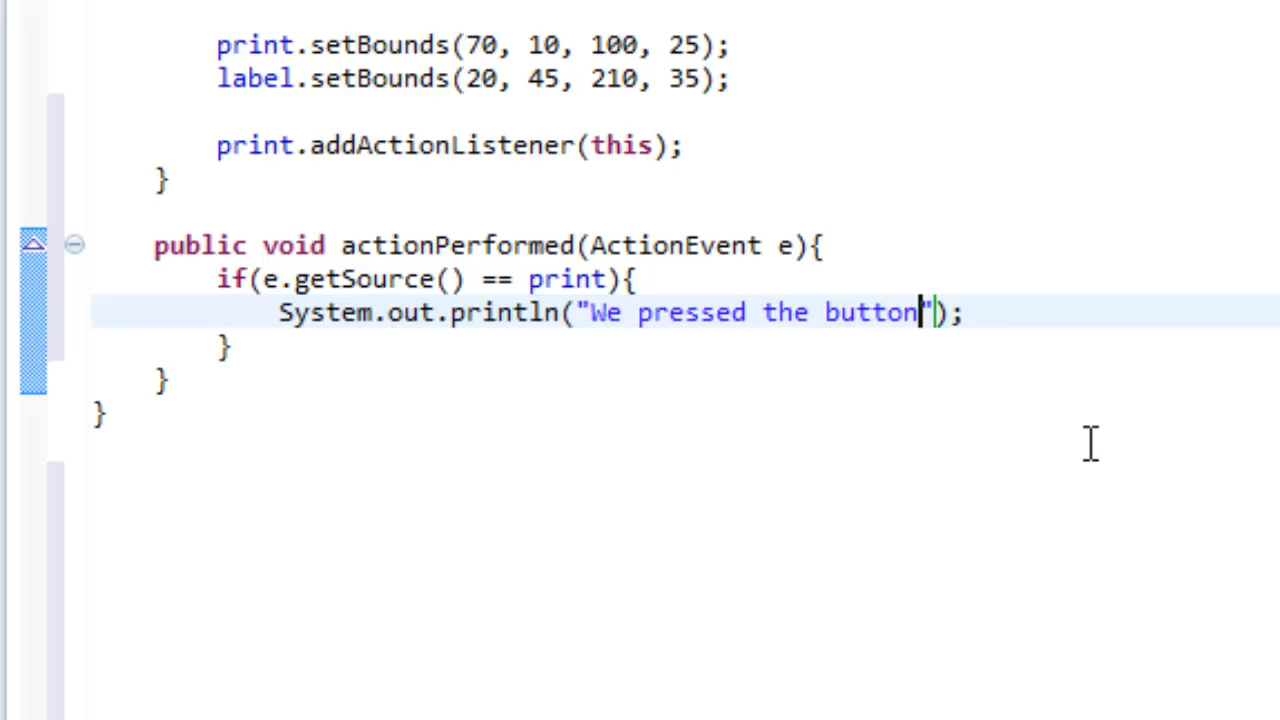 print.setBounds(70, 10, 100, 25);
label.setBounds(20, 45, 210, 35);
print.addActionListener(this);
}
public void actionPerformed(ActionEvent e){
if(e.getSource() == print){
System.out.println("We pressed the button");
}
}
}